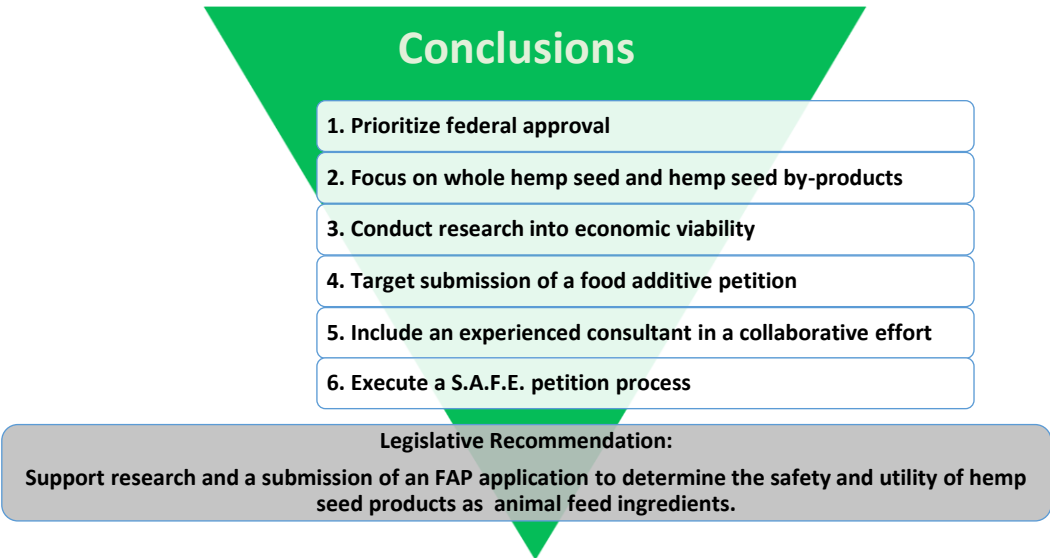 Conclusions
1. Prioritize federal approval
2. Focus on whole hemp seed and hemp seed by-products
3. Conduct research into economic viability
4. Target submission of a food additive petition
5. Include an experienced consultant in a collaborative effort
6. Execute a S.A.F.E. petition process
Legislative Recommendation:
Support research and a submission of an FAP application to determine the safety and utility of hemp
seed products as  animal feed ingredients.